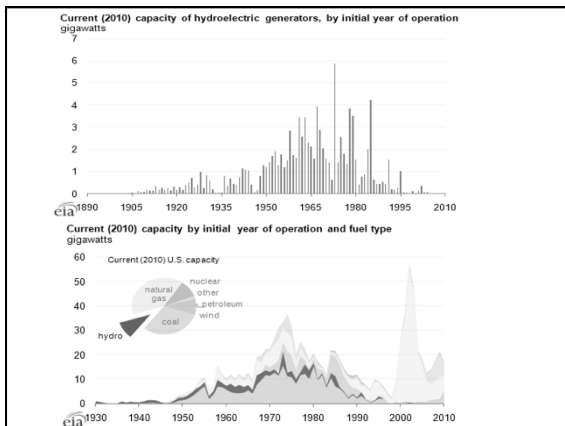 Current (2010) capacity of hydroelectric generators, by initial year of operation
gigawatts
7
6
5
4
3
2
1
0
eia
1890 1905 1920 1935 1950 1965 1980 1995 2010
Current (2010) capacity by initial year of operation and fuel type
gigawatts
60
50
40
30
20
10
0
Current (2010) U.S. capacity
natural
gas
nuclear
other
petroleum
wind
coal
hydro
eia
1930 1940 1950 1960 1970 1980 1990 2000 2010